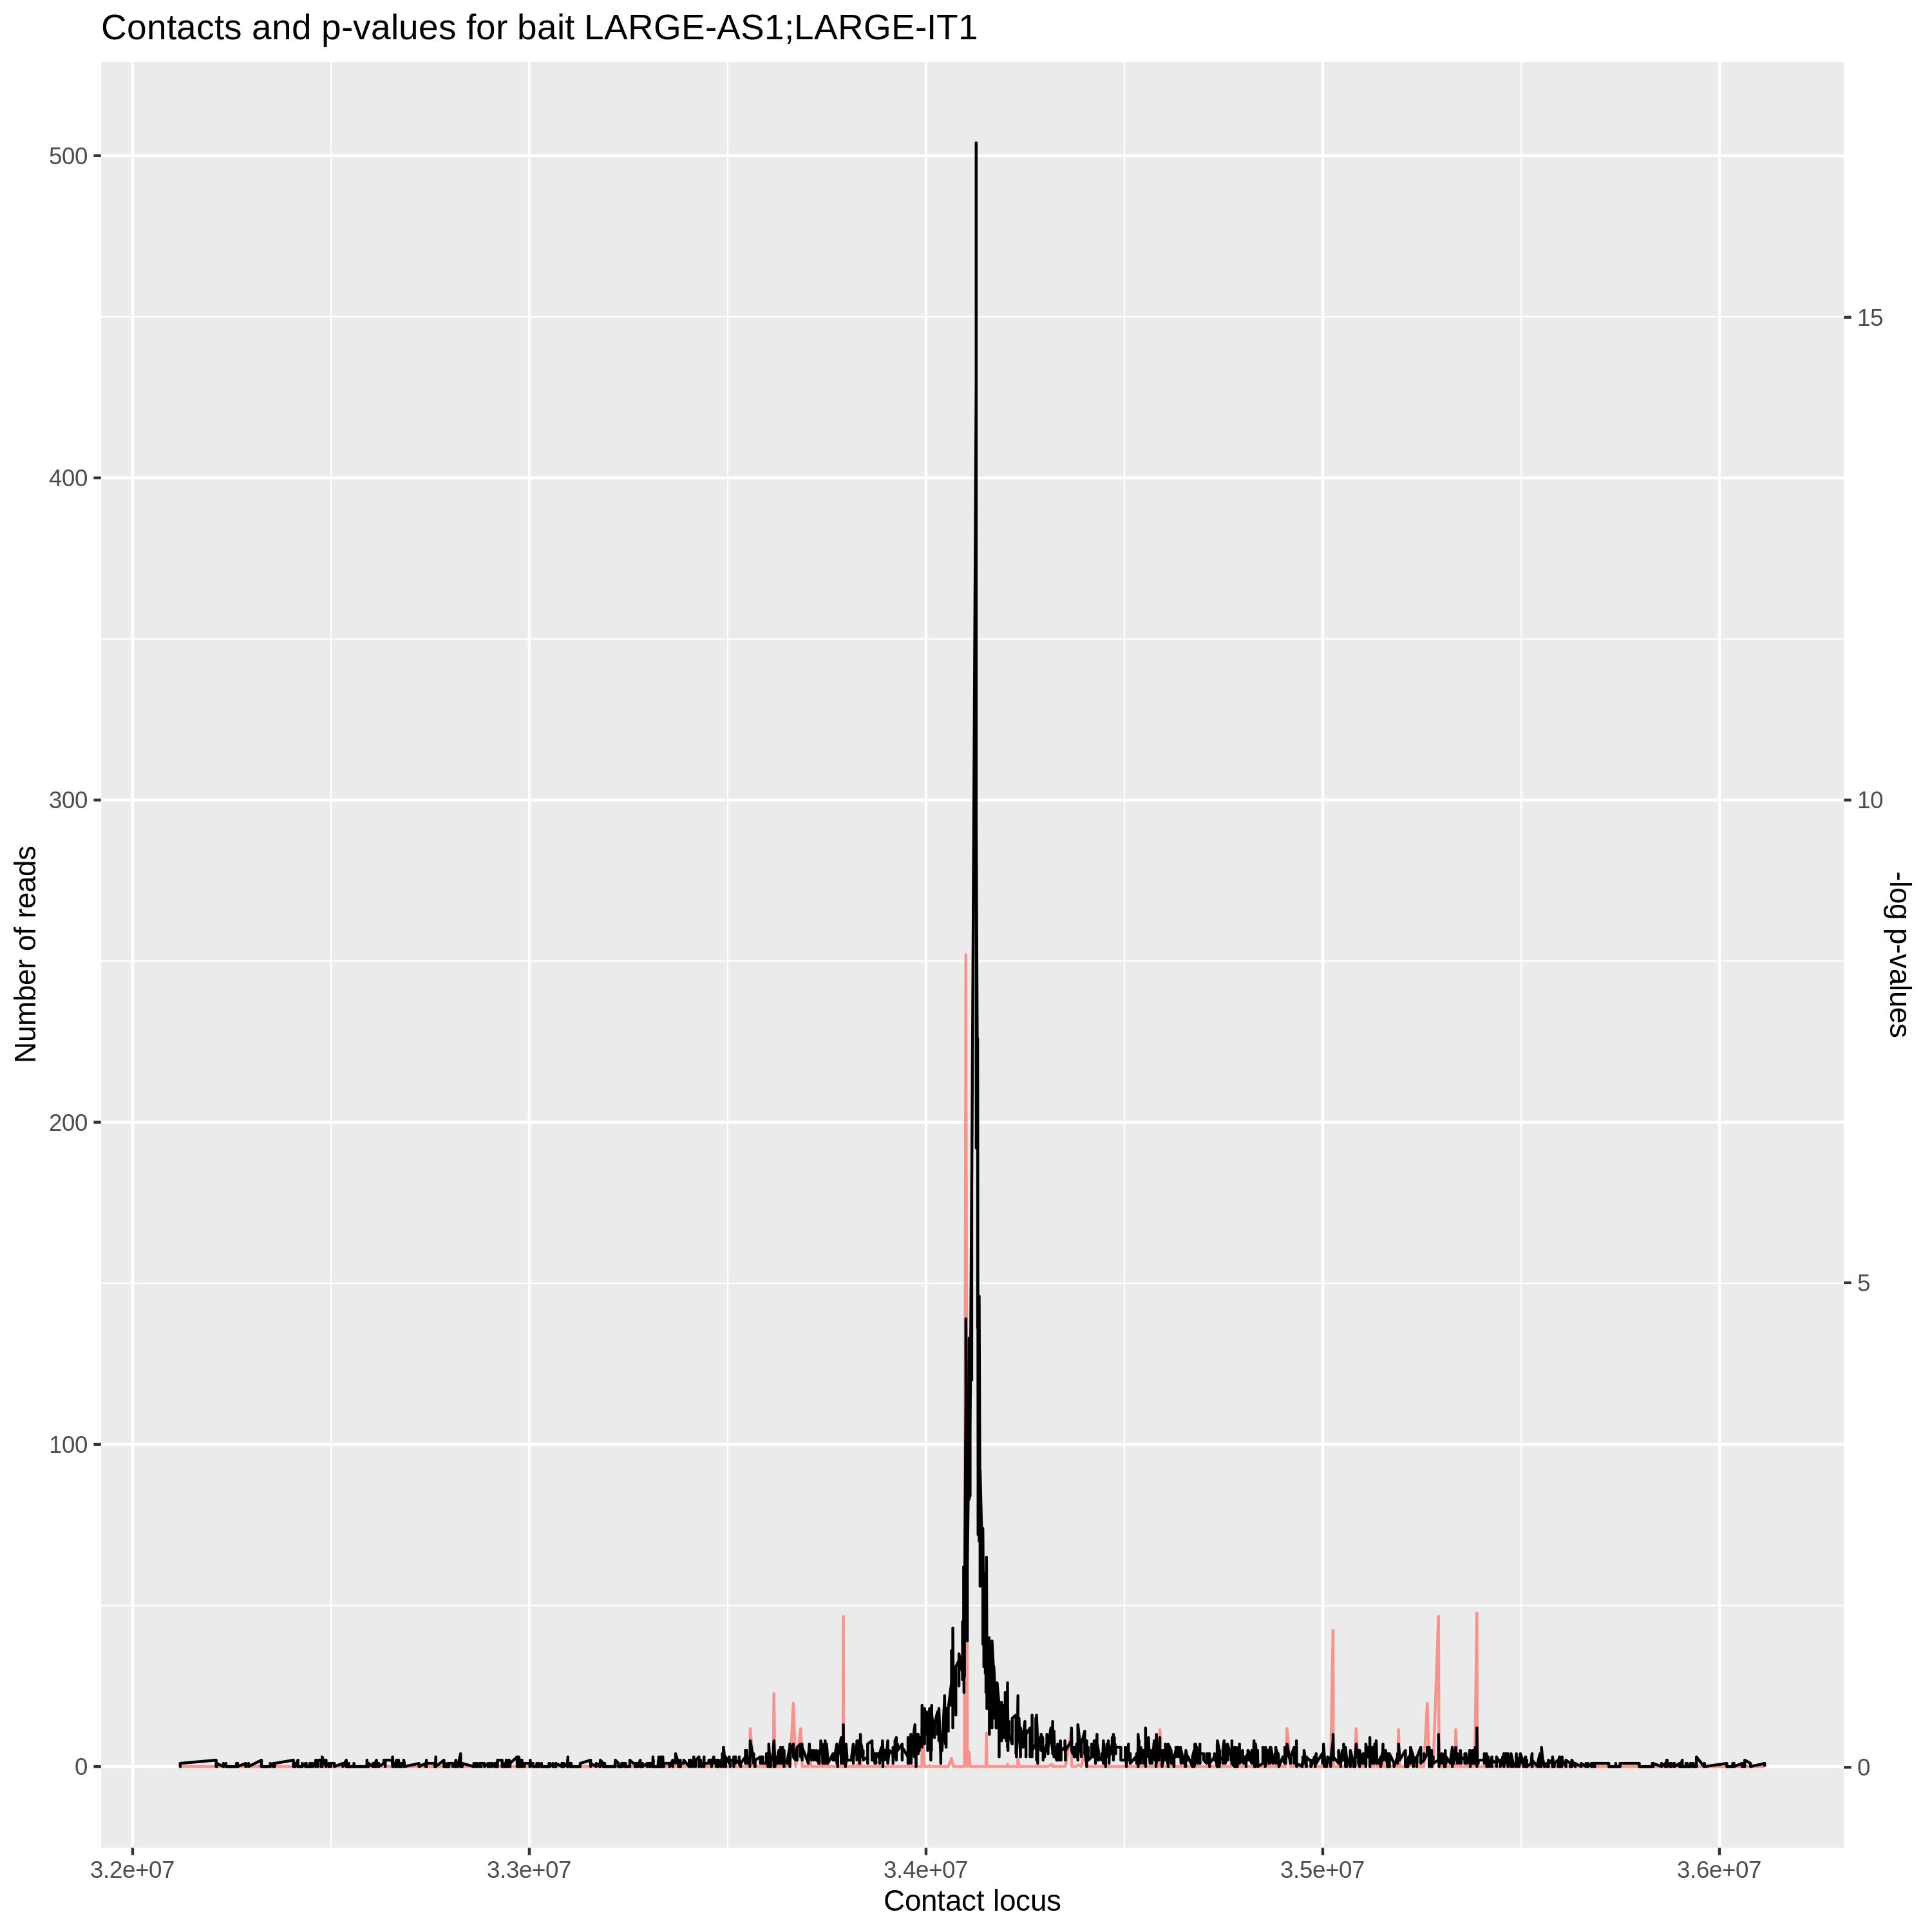 Contacts and p-values for bait LARGE-AS1;LARGE-IT1
500
400
300
200
100
0
Number of reads
15
10
5
0
-log p-values
3.2e+07
3.3e+07
3.4e+07
3.5e+07
3.6e+07
Contact locus